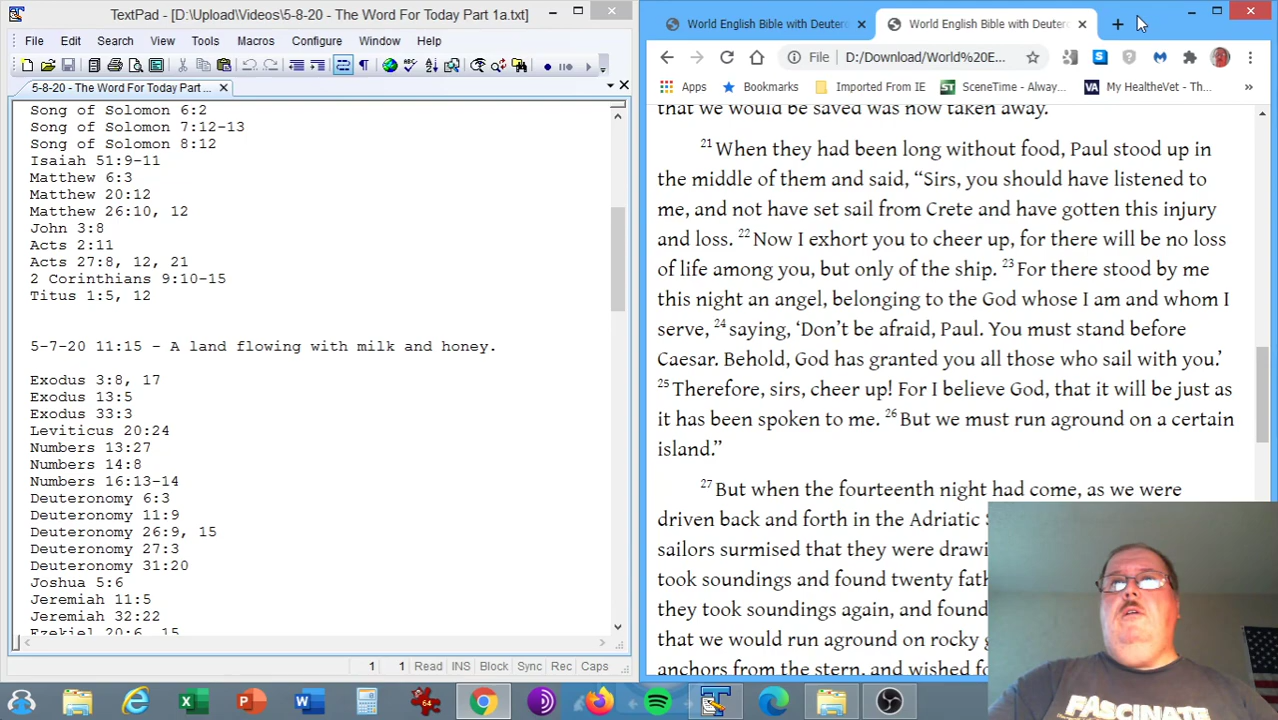 TextPad - [D:\Upload\Videos\5-8-20 - The Word For Today Part 1a.txt]
File Edit Search View Tools Macros Configure Window Help
5-8-20 - The Word For Today Part ...
Song of Solomon 6:2
Song of Solomon 7:12-13
Song of Solomon 8:12
Isaiah 51:9-11
Matthew 6:3
Matthew 20:12
Matthew 26:10, 12
John 3:8
Acts 2:11
Acts 27:8, 12, 21
2 Corinthians 9:10-15
Titus 1:5, 12
5-7-20 11:15 - A land flowing with milk and honey.
Exodus 3:8, 17
Exodus 13:5
Exodus 33:3
Leviticus 20:24
Numbers 13:27
Numbers 14:8
Numbers 16:13-14
Deuteronomy 6:3
Deuteronomy 11:9
Deuteronomy 26:9, 15
Deuteronomy 27:3
Deuteronomy 31:20
Joshua 5:6
Jeremiah 11:5
Jeremiah 32:22
Ezekiel 20:6, 15
1 1 Read INS Block Sync Rec Caps
World English Bible with Deuter
World English Bible with Deuter
File D:/Download/World%20E...
Apps Bookmarks Imported From IE SceneTime - Alway... My HealtheVet - Th...
that we would be saved was now taken away.
21 When they had been long without food, Paul stood up in
the middle of them and said, “Sirs, you should have listened to
me, and not have set sail from Crete and have gotten this injury
and loss. 22 Now I exhort you to cheer up, for there will be no loss
of life among you, but only of the ship. 23 For there stood by me
this night an angel, belonging to the God whose I am and whom I
serve, 24 saying, ‘Don’t be afraid, Paul. You must stand before
Caesar. Behold, God has granted you all those who sail with you.’
25 Therefore, sirs, cheer up! For I believe God, that it will be just as
it has been spoken to me. 26 But we must run aground on a certain
island.”
27 But when the fourteenth night had come, as we were
driven back and forth in the Adriatic
sailors surmised that they were drawi
took soundings and found twenty fath
they took soundings again, and found
that we would run aground on rocky g
anchors from the stern, and wished fo
64
FASCINATE